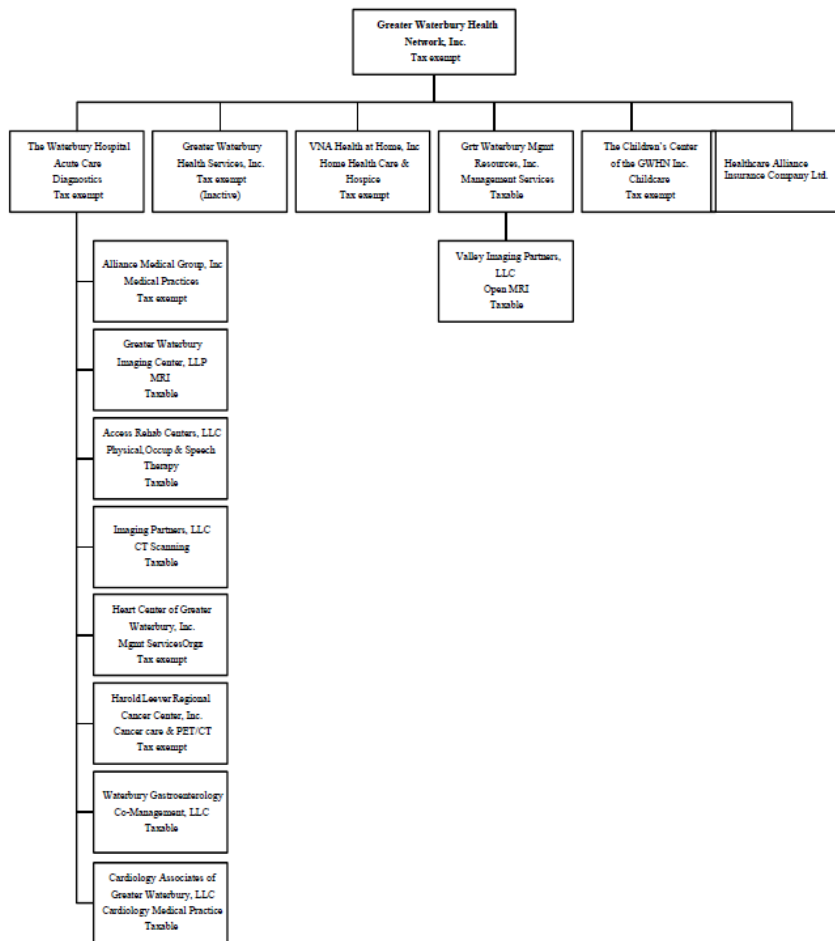 Greater Waterbury Health
Network, Inc.
Tax exempt
The Waterbury Hospital
Acute Care
Diagnostics
Tax exempt
Greater Waterbury
Health Services, Inc.
Tax exempt
(Inactive)
VNA Health at Home, Inc
Home Health Care &
Hospice
Tax exempt
Grtr Waterbury Mgmt
Resources, Inc.
Management Services
Taxable
The Children's Center
of the GWHN Inc.
Childcare
Tax exempt
Healthcare Alliance
Insurance Company Ltd.
Alliance Medical Group, Inc
Medical Practices
Tax exempt
Valley Imaging Partners,
LLC
Open MRI
Taxable
Greater Waterbury
Imaging Center, LLP
MRI
Taxable
Access Rehab Centers, LLC
Physical,Occup & Speech
Therapy
Taxable
Imaging Partners, LLC
CT Scanning
Taxable
Heart Center of Greater
Waterbury, Inc.
Mgmt ServicesOrgz
Tax exempt
Harold Leever Regional
Cancer Center, Inc.
Cancer care & PET/CT
Tax exempt
Waterbury Gastroenterology
Co-Management, LLC
Taxable
Cardiology Associates of
Greater Waterbury, LLC
Cardiology Medical Practice
Taxable